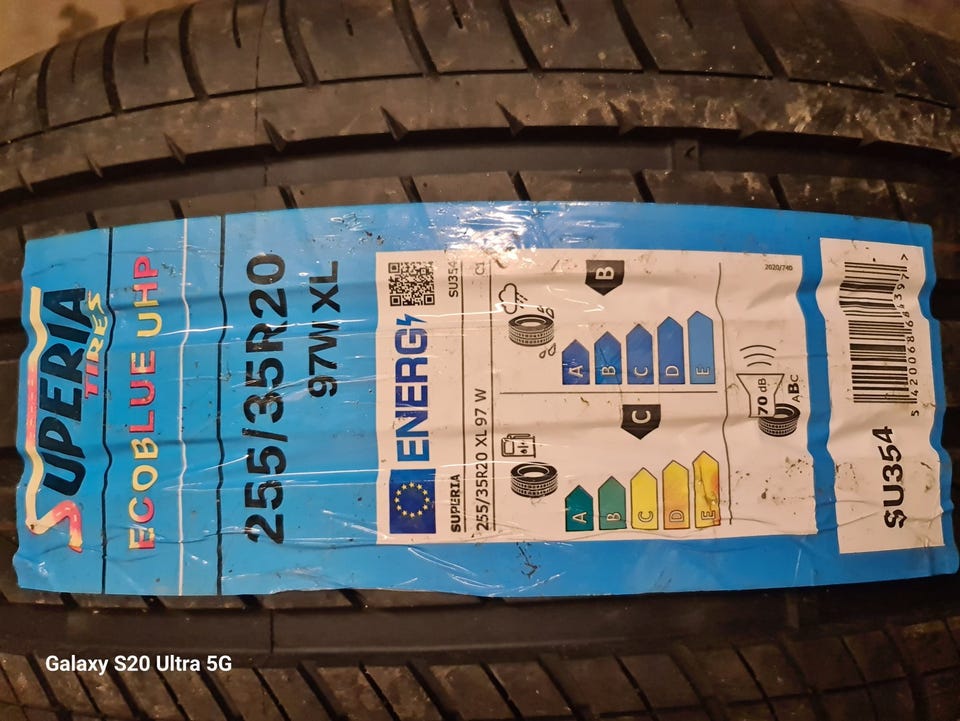 SUPERIA
TIRES
ECOBLUE UHP
255/35R20
97W XL
ENERG
SUPERIA
SU354
255/35R20 XL 97 W
C1
C
A
B
C
D
E
B
A
B
C
D
E
70 dB
ABC
2020/740
SU354
Galaxy S20 Ultra 5G